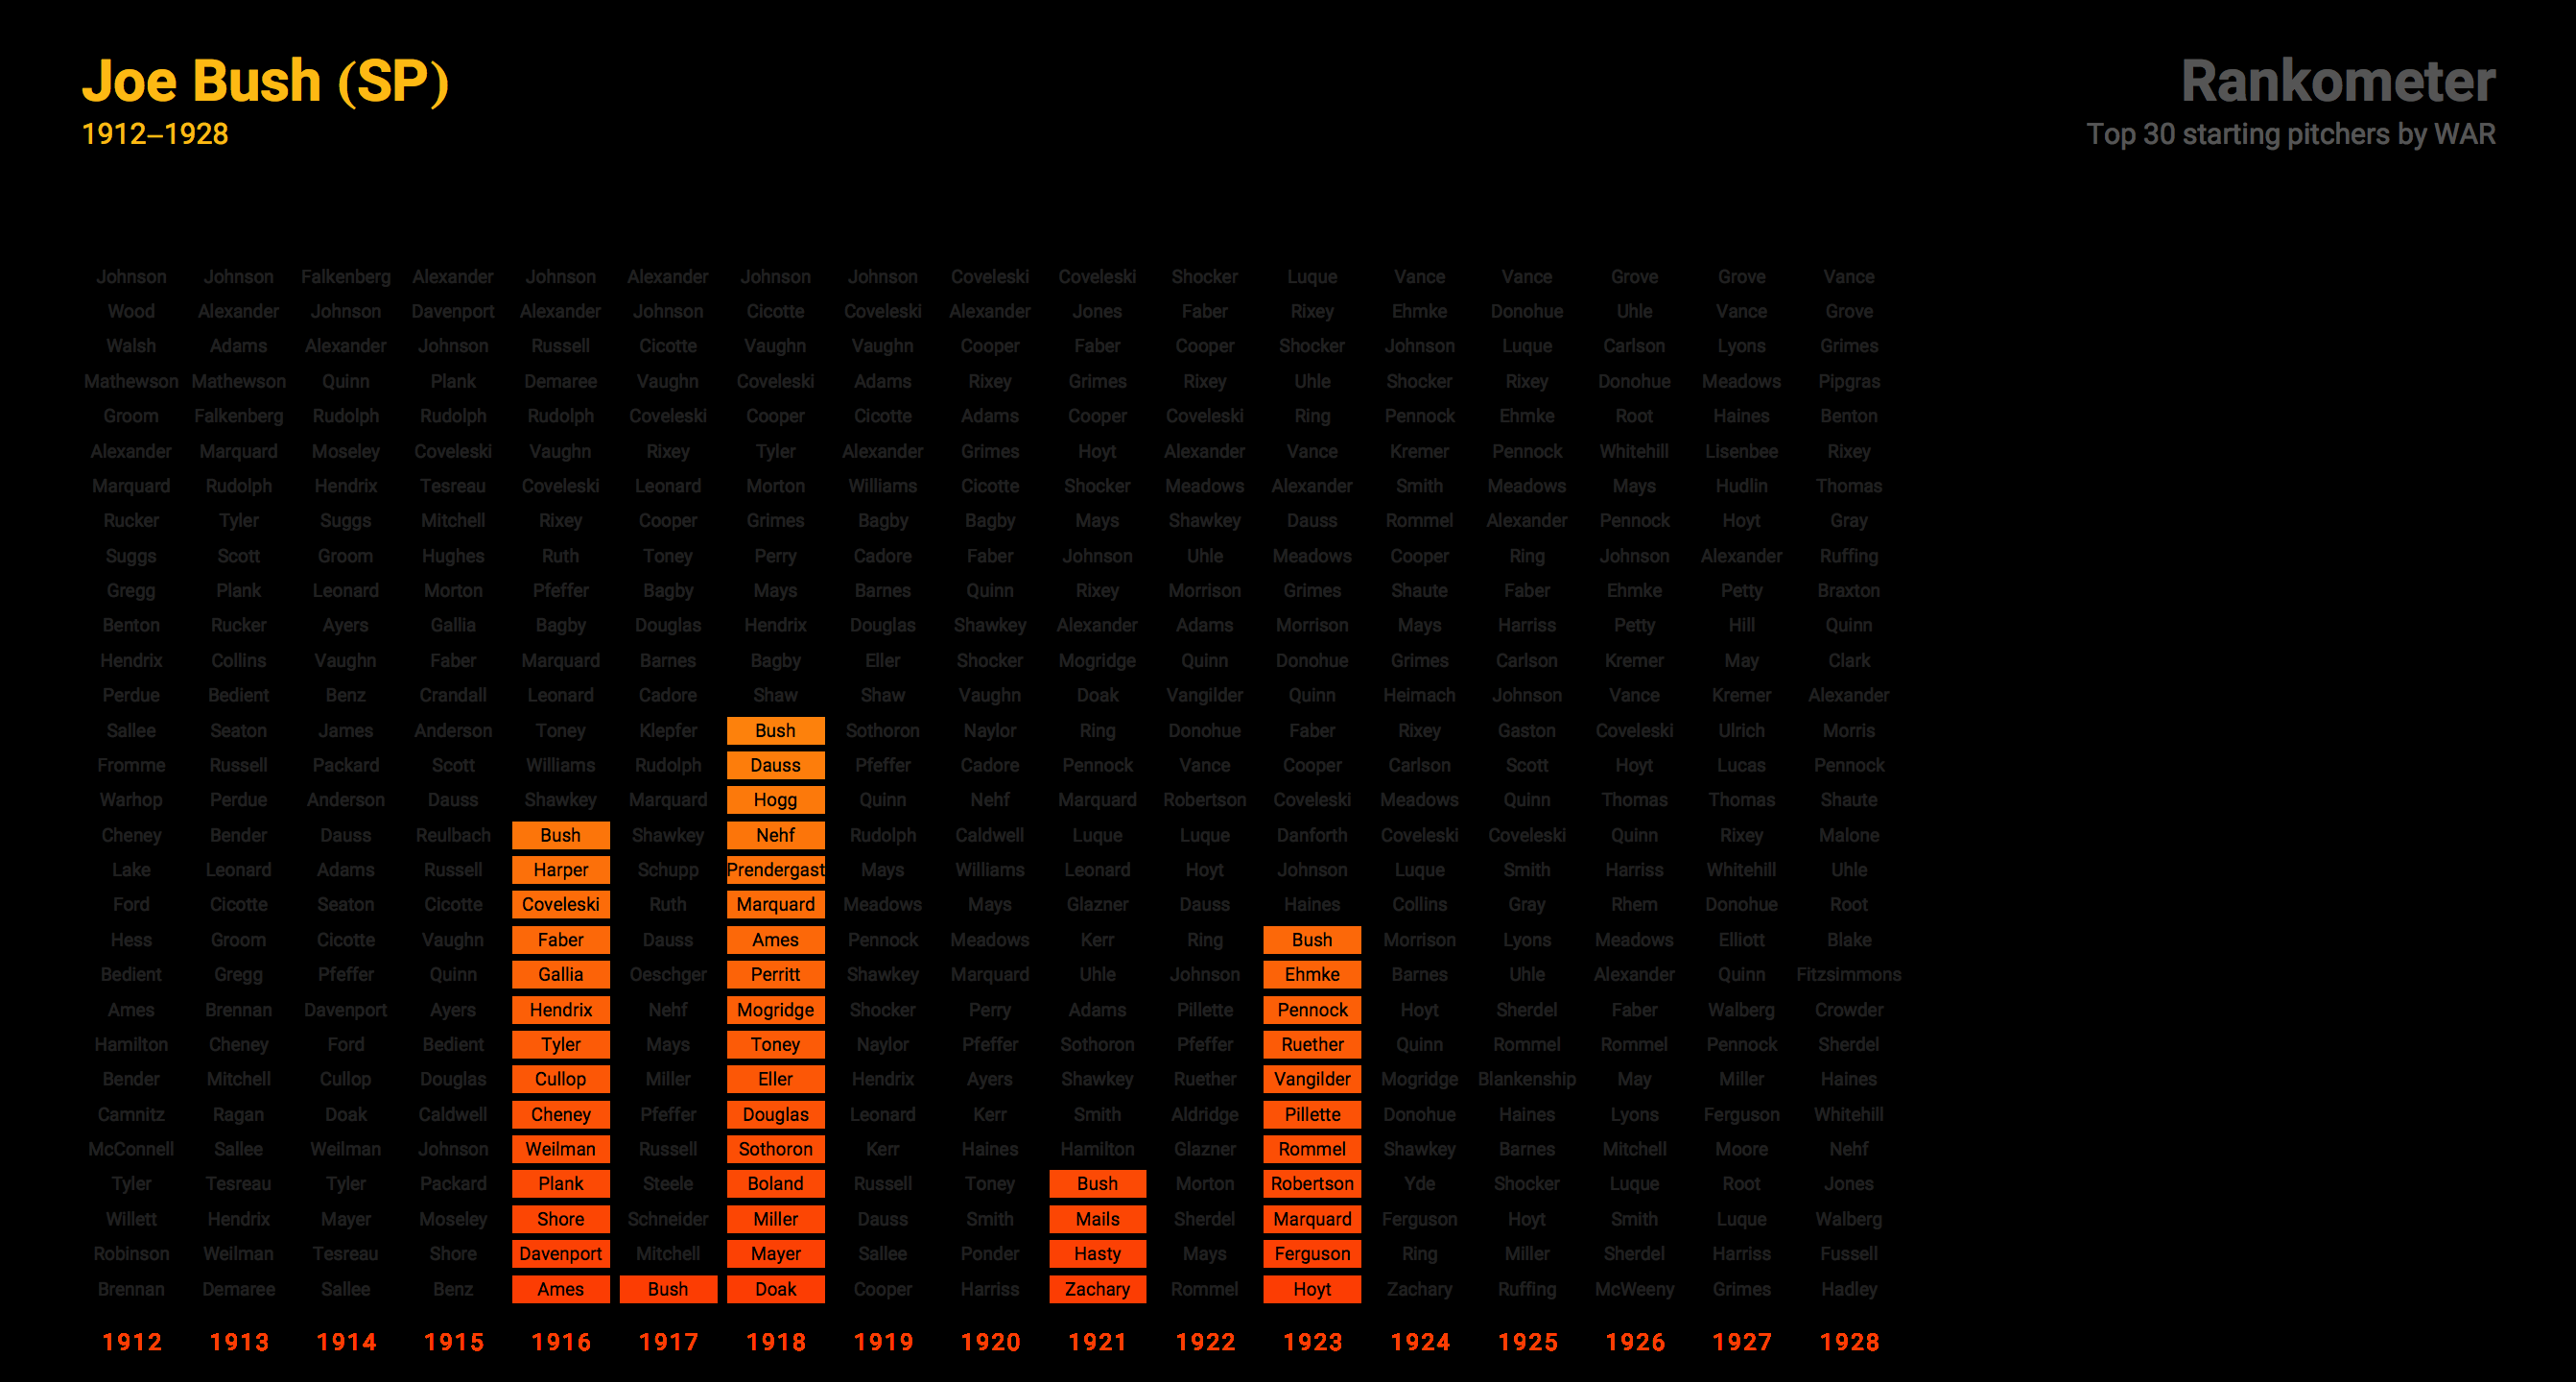 Joe Bush (SP)
1912–1928
Rankometer
Top 30 starting pitchers by WAR
Johnson Johnson Falkenberg Alexander Johnson Alexander Johnson Johnson Coveleski Coveleski Shocker Luque Vance Vance Grove Grove Vance
Wood Alexander Johnson Davenport Alexander Johnson Cicotte Coveleski Alexander Jones Faber Rixey Ehmke Donohue Uhle Vance Grove
Walsh Adams Alexander Johnson Russell Cicotte Vaughn Vaughn Cooper Faber Cooper Shocker Johnson Luque Carlson Lyons Grimes
Mathewson Mathewson Quinn Plank Demaree Vaughn Coveleski Adams Rixey Grimes Rixey Uhle Shocker Rixey Donohue Meadows Pipgras
Groom Falkenberg Rudolph Rudolph Rudolph Coveleski Cooper Cicotte Adams Cooper Coveleski Ring Pennock Ehmke Root Haines Benton
Alexander Marquard Moseley Coveleski Vaughn Rixey Tyler Alexander Grimes Hoyt Alexander Vance Kremer Pennock Whitehill Lisenbee Rixey
Marquard Rudolph Hendrix Tesreau Coveleski Leonard Morton Williams Cicotte Shocker Meadows Alexander Smith Meadows Mays Hudlin Thomas
Rucker Tyler Suggs Mitchell Rixey Cooper Grimes Bagby Bagby Mays Shawkey Dauss Rommel Alexander Pennock Hoyt Gray
Suggs Scott Groom Hughes Ruth Toney Perry Cadore Faber Johnson Uhle Meadows Cooper Ring Johnson Alexander Ruffing
Gregg Plank Leonard Morton Pfeffer Bagby Mays Barnes Quinn Rixey Morrison Grimes Shaute Faber Ehmke Petty Braxton
Benton Rucker Ayers Gallia Bagby Douglas Hendrix Douglas Shawkey Alexander Adams Morrison Mays Harriss Petty Hill Quinn
Hendrix Collins Vaughn Faber Marquard Barnes Bagby Eller Shocker Mogridge Quinn Donohue Grimes Carlson Kremer May Clark
Perdue Bedient Benz Crandall Leonard Cadore Shaw Shaw Vaughn Doak Vangilder Quinn Heimach Johnson Vance Kremer Alexander
Sallee Seaton James Anderson Toney Klepfer Bush Sothoron Naylor Ring Donohue Faber Rixey Gaston Coveleski Ulrich Morris
Fromme Russell Packard Scott Williams Rudolph Dauss Pfeffer Cadore Pennock Vance Cooper Carlson Scott Hoyt Lucas Pennock
Warhop Perdue Anderson Dauss Shawkey Marquard Hogg Quinn Nehf Marquard Robertson Coveleski Meadows Quinn Thomas Thomas Shaute
Cheney Bender Dauss Reulbach Bush Shawkey Nehf Rudolph Caldwell Luque Luque Danforth Coveleski Coveleski Quinn Rixey Malone
Lake Leonard Adams Russell Harper Schupp Prendergast Mays Williams Leonard Hoyt Johnson Luque Smith Harriss Whitehill Uhle
Ford Cicotte Seaton Cicotte Coveleski Ruth Marquard Meadows Mays Glazner Dauss Haines Collins Gray Rhem Donohue Root
Hess Groom Cicotte Vaughn Faber Dauss Ames Pennock Meadows Kerr Ring Bush Morrison Lyons Meadows Elliott Blake
Bedient Gregg Pfeffer Quinn Gallia Oeschger Perritt Shawkey Marquard Uhle Johnson Ehmke Barnes Uhle Alexander Quinn Fitzsimmons
Ames Brennan Davenport Ayers Hendrix Nehf Mogridge Shocker Perry Adams Pillette Pennock Hoyt Sherdel Faber Walberg Crowder
Hamilton Cheney Ford Bedient Tyler Mays Toney Naylor Pfeffer Sothoron Pfeffer Ruether Quinn Rommel Rommel Pennock Sherdel
Bender Mitchell Cullop Douglas Cullop Miller Eller Hendrix Ayers Shawkey Ruether Vangilder Mogridge Blankenship May Miller Haines
Camnitz Ragan Doak Caldwell Cheney Pfeffer Douglas Leonard Kerr Smith Aldridge Pillette Donohue Haines Lyons Ferguson Whitehill
McConnell Sallee Weilman Johnson Weilman Russell Sothoron Kerr Haines Hamilton Glazner Rommel Shawkey Barnes Mitchell Moore Nehf
Tyler Tesreau Tyler Packard Plank Steele Boland Russell Toney Bush Morton Robertson Yde Shocker Luque Root Jones
Willett Hendrix Mayer Moseley Shore Schneider Miller Dauss Smith Mails Sherdel Marquard Ferguson Hoyt Smith Luque Walberg
Robinson Weilman Tesreau Shore Davenport Mitchell Mayer Sallee Ponder Hasty Mays Ferguson Ring Miller Sherdel Harriss Fussell
Brennan Demaree Sallee Benz Ames Bush Doak Cooper Harriss Zachary Rommel Hoyt Zachary Ruffing McWeeny Grimes Hadley
1912 1913 1914 1915 1916 1917 1918 1919 1920 1921 1922 1923 1924 1925 1926 1927 1928